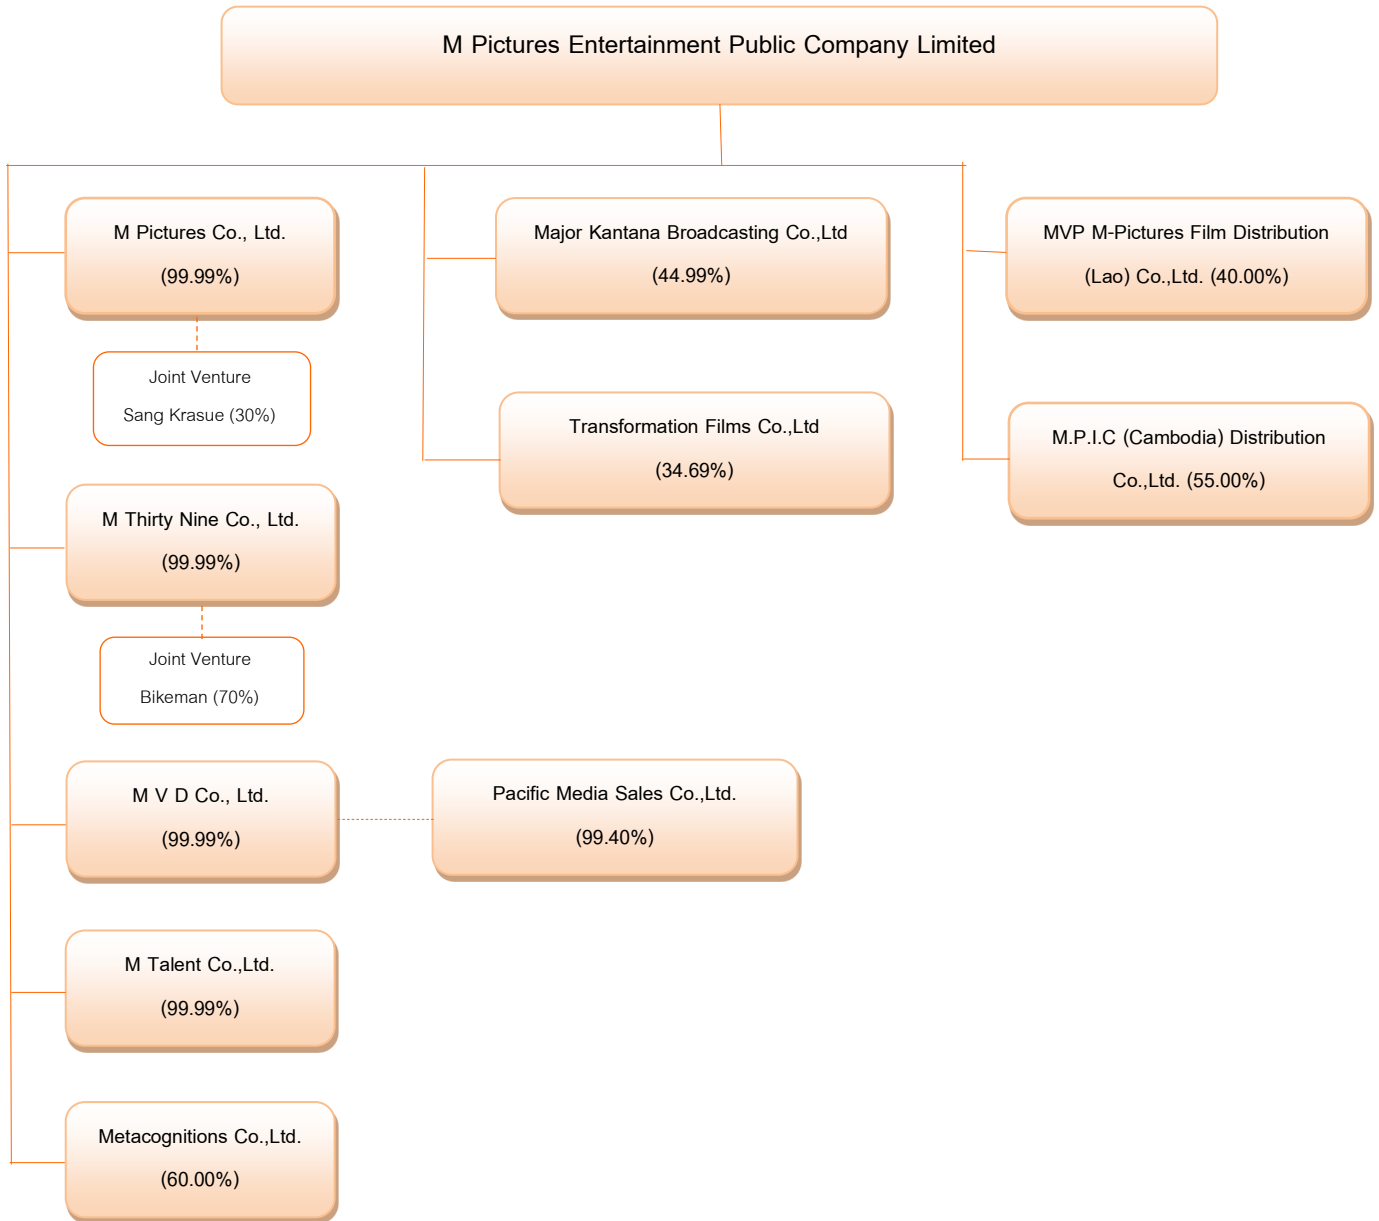 M Pictures Entertainment Public Company Limited
M Pictures Co., Ltd.
(99.99%)
Joint Venture
Sang Krasue (30%)
M Thirty Nine Co., Ltd.
(99.99%)
Joint Venture
Bikeman (70%)
M V D Co., Ltd.
(99.99%)
Pacific Media Sales Co.,Ltd.
(99.40%)
M Talent Co.,Ltd.
(99.99%)
Metacognitions Co.,Ltd.
(60.00%)
Major Kantana Broadcasting Co.,Ltd
(44.99%)
Transformation Films Co.,Ltd
(34.69%)
MVP M-Pictures Film Distribution
(Lao) Co.,Ltd. (40.00%)
M.P.I.C (Cambodia) Distribution
Co.,Ltd. (55.00%)